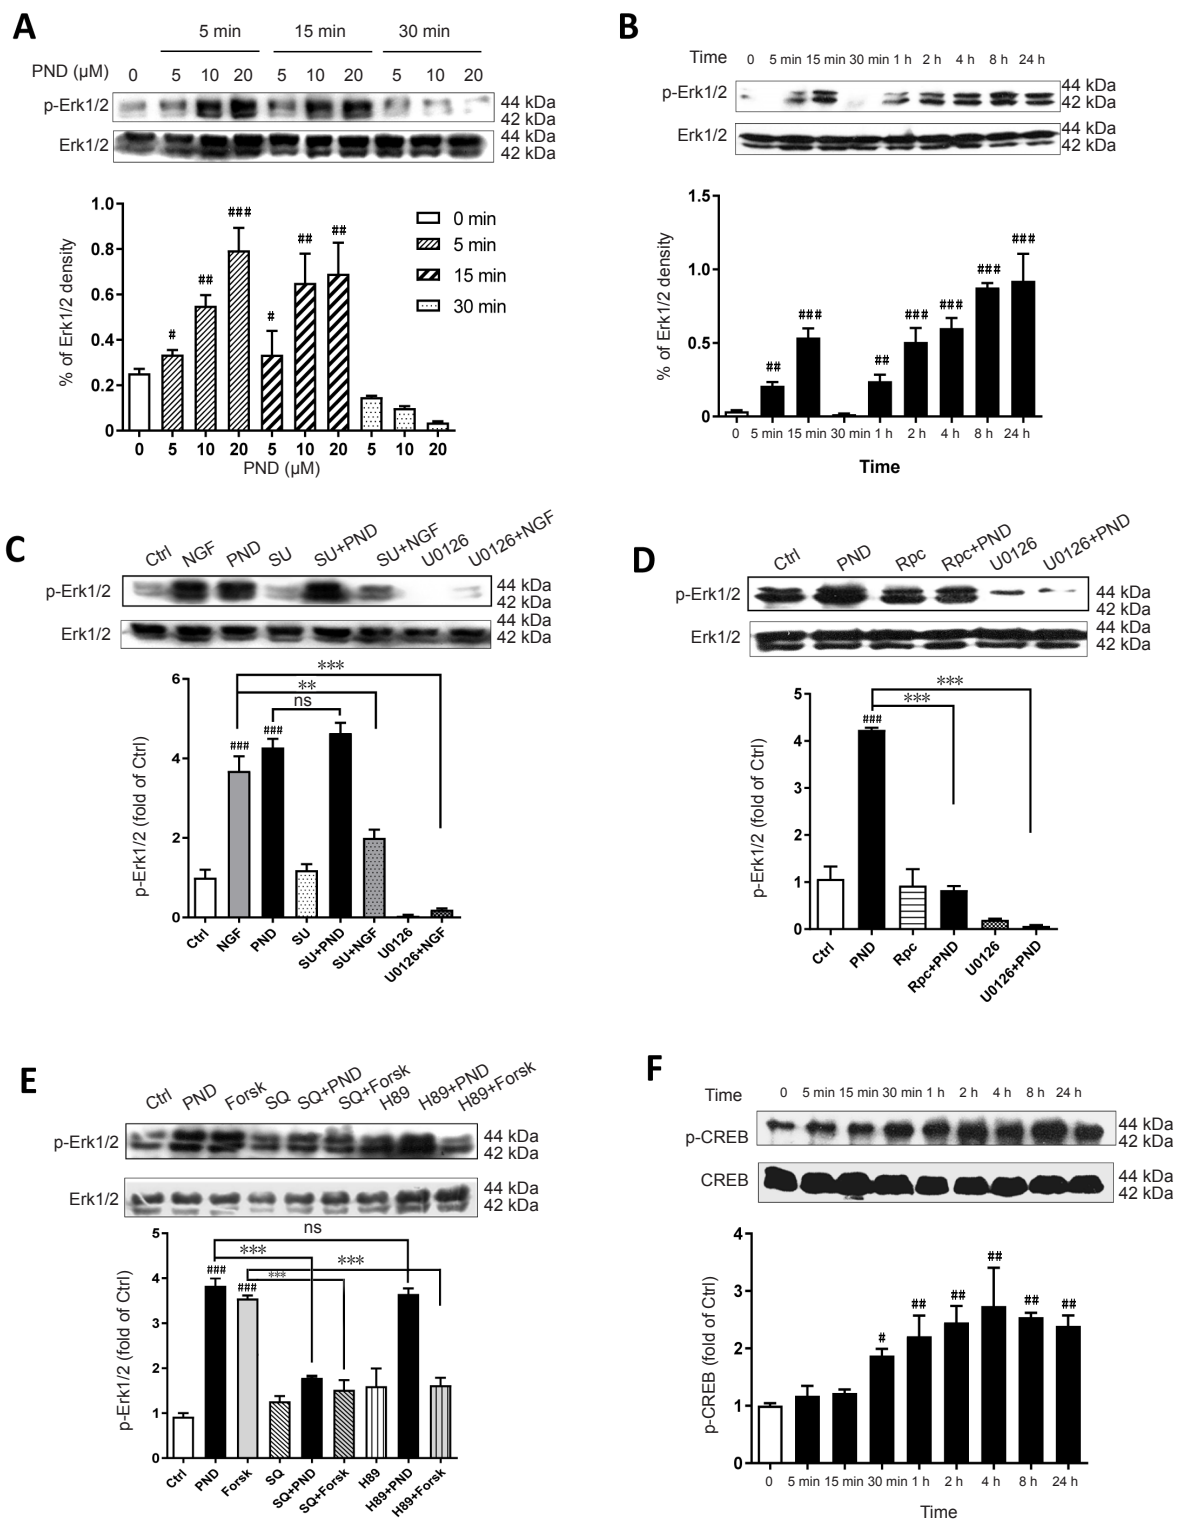 A
5 min 15 min 30 min
PND (µM) 0 5 10 20 5 10 20 5 10 20
p-Erk1/2 44 kDa
42 kDa
Erk1/2 44 kDa
42 kDa
1.0
0.8
0.6
0.4
0.2
0
% of Erk1/2 density
# ## ### # ## ##
0 min
5 min
15 min
30 min
0 5 10 20 5 10 20 5 10 20
PND (µM)
B
Time 0 5 min 15 min 30 min 1 h 2 h 4 h 8 h 24 h
p-Erk1/2 44 kDa
42 kDa
Erk1/2 44 kDa
42 kDa
1.5
1.0
0.5
0
% of Erk1/2 density
## ### ## ### ### ### ###
0 5 min 15 min 30 min 1 h 2 h 4 h 8 h 24 h
Time
C
Ctrl NGF PND SU SU+PND SU+NGF U0126 U0126+NGF
p-Erk1/2 44 kDa
42 kDa
Erk1/2 44 kDa
42 kDa
6
4
2
0
p-Erk1/2 (fold of Ctrl)
***
**
ns
### ###
Ctrl NGF PND SU SU+PND SU+NGF U0126 U0126+NGF
D
Ctrl PND Rpc Rpc+PND U0126 U0126+PND
p-Erk1/2 44 kDa
42 kDa
Erk1/2 44 kDa
42 kDa
5
4
3
2
1
0
p-Erk1/2 (fold of Ctrl)
***
***
###
Ctrl PND Rpc Rpc+PND U0126 U0126+PND
E
Ctrl PND Forsk SQ SQ+PND SQ+Forsk H89 H89+PND H89+Forsk
p-Erk1/2 44 kDa
42 kDa
Erk1/2 44 kDa
42 kDa
5
4
3
2
1
0
p-Erk1/2 (fold of Ctrl)
ns
*** ***
***
### ###
Ctrl PND Forsk SQ SQ+PND SQ+Forsk H89 H89+PND H89+Forsk
F
Time 0 5 min 15 min 30 min 1 h 2 h 4 h 8 h 24 h
p-CREB 44 kDa
42 kDa
CREB 44 kDa
42 kDa
4
3
2
1
0
p-CREB (fold of Ctrl)
# ## ## ## ## ##
0 5 min 15 min 30 min 1 h 2 h 4 h 8 h 24 h
Time